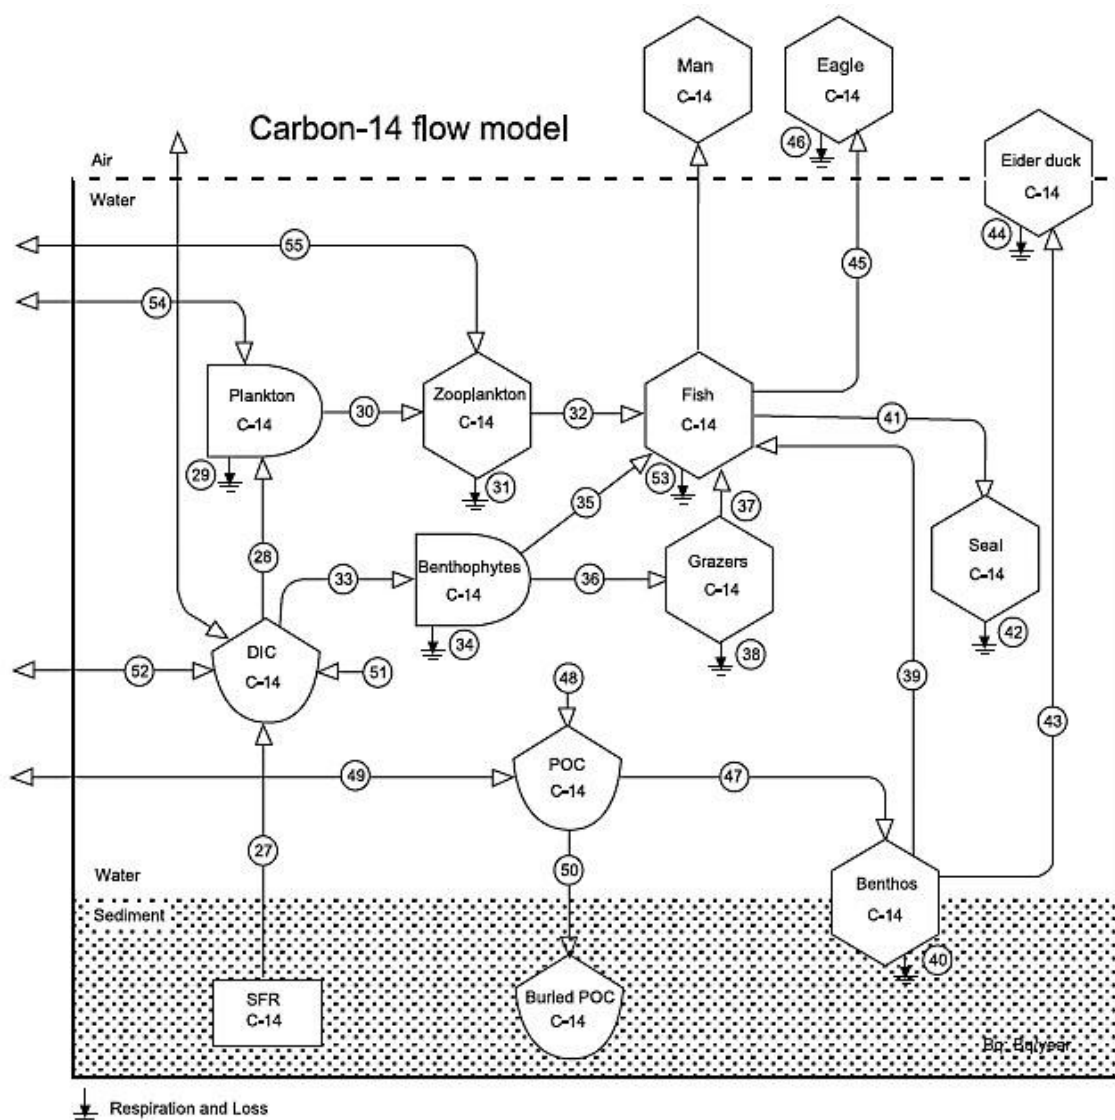 Man
C-14
Eagle
C-14
46
Carbon-14 flow model
Air
Water
Eider duck
C-14
44
55
45
54
Plankton
C-14
30
Zooplankton
C-14
32
Fish
C-14
41
29
31
53
35
37
28
33
Benthophytes
C-14
36
Grazers
C-14
Seal
C-14
34
38
42
52
DIC
C-14
51
48
39
43
49
POC
C-14
47
27
50
Water
Sediment
Benthos
C-14
40
SFR
C-14
Buried POC
C-14
Bq: Bq/year
Respiration and Loss